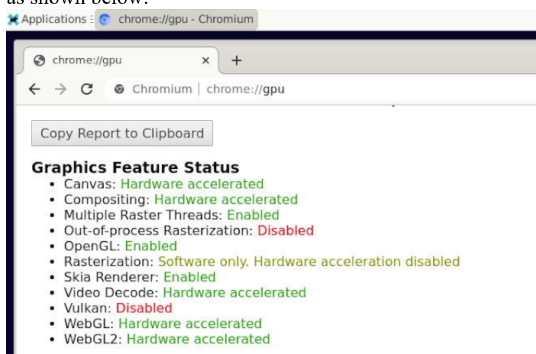 as shown below:
Applications
chrome://gpu - Chromium
chrome://gpu
Chromium | chrome://gpu
Copy Report to Clipboard
Graphics Feature Status
• Canvas: Hardware accelerated
• Compositing: Hardware accelerated
• Multiple Raster Threads: Enabled
• Out-of-process Rasterization: Disabled
• OpenGL: Enabled
• Rasterization: Software only. Hardware acceleration disabled
• Skia Renderer: Enabled
• Video Decode: Hardware accelerated
• Vulkan: Disabled
• WebGL: Hardware accelerated
• WebGL2: Hardware accelerated